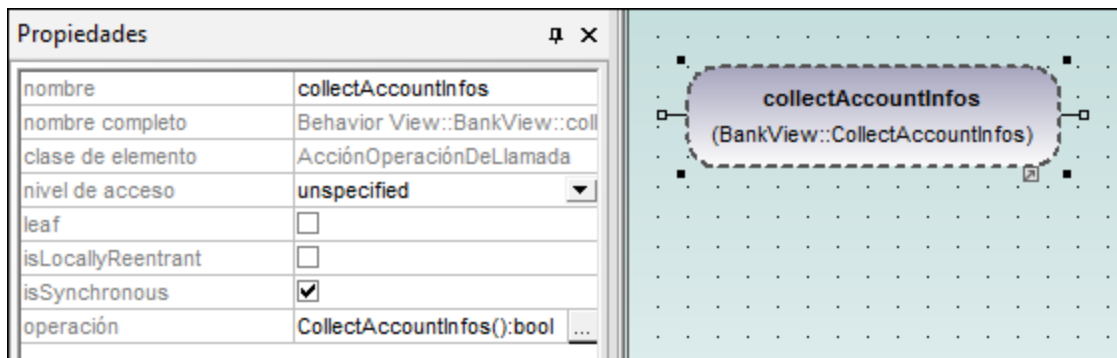 Propiedades
nombre collectAccountInfos
nombre completo Behavior View::BankView::coll
clase de elemento AcciónOperaciónDeLlamada
nivel de acceso unspecified
leaf
isLocallyReentrant
isSynchronous
operación CollectAccountInfos():bool ...
collectAccountInfos
(BankView::CollectAccountInfos)